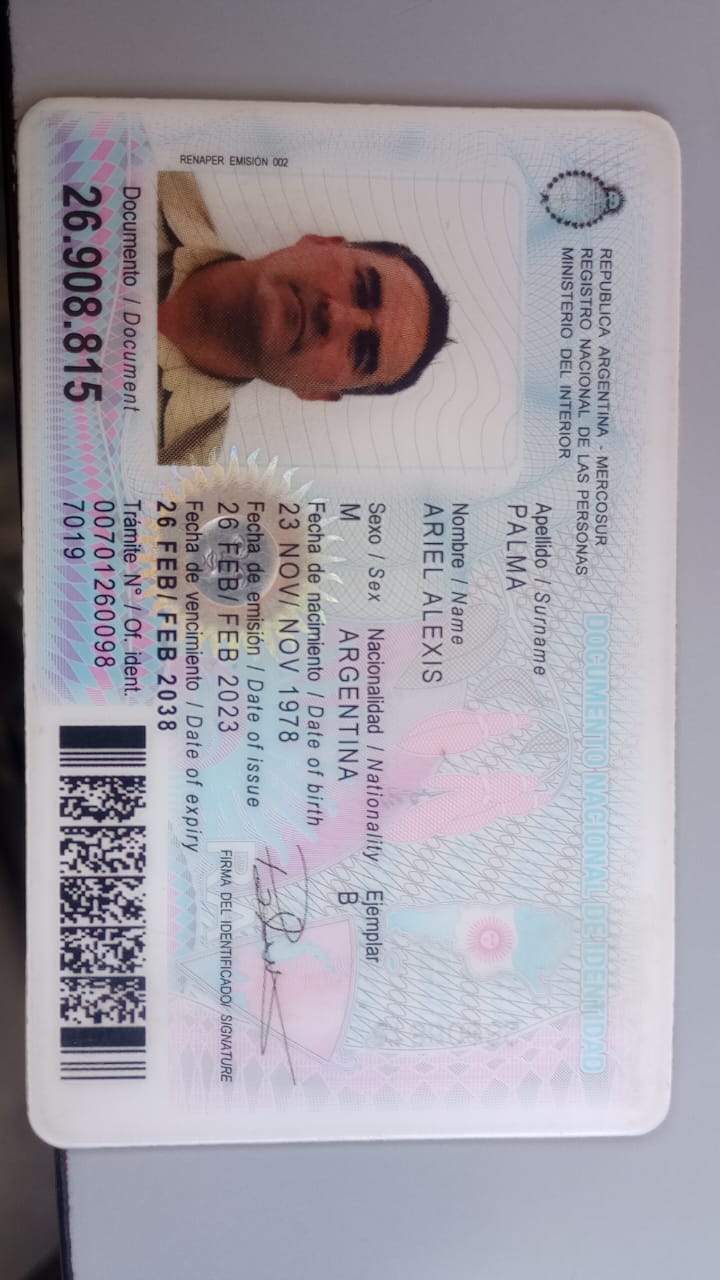 REPUBLICA ARGENTINA - MERCOSUR
REGISTRO NACIONAL DE LAS PERSONAS
MINISTERIO DEL INTERIOR
DOCUMENTO NACIONAL DE IDENTIDAD
Apellido / Surname
PALMA
Nombre / Name
ARIEL ALEXIS
Sexo / Sex Nacionalidad / Nationality Ejemplar
M ARGENTINA B
Fecha de nacimiento / Date of birth
23 NOV/ NOV 1978
Fecha de emisión / Date of issue
26 FEB/ FEB 2023
Fecha de vencimiento / Date of expiry
26 FEB/ FEB 2038
FIRMA DEL IDENTIFICADO/ SIGNATURE
RENAPER EMISIÓN 002
Documento / Document
26.908.815
Trámite N° / Of. ident.
00701260098
7019